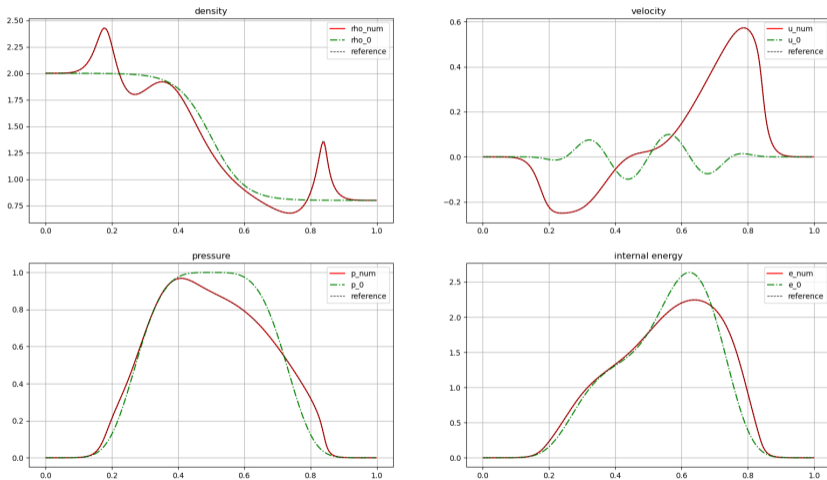 density
2.50
2.25
2.00
1.75
1.50
1.25
1.00
0.75
0.0 0.2 0.4 0.6 0.8 1.0
rho_num
rho_0
reference
velocity
0.6
0.4
0.2
0.0
−0.2
0.0 0.2 0.4 0.6 0.8 1.0
u_num
u_0
reference
pressure
1.0
0.8
0.6
0.4
0.2
0.0
0.0 0.2 0.4 0.6 0.8 1.0
p_num
p_0
reference
internal energy
2.5
2.0
1.5
1.0
0.5
0.0
0.0 0.2 0.4 0.6 0.8 1.0
e_num
e_0
reference